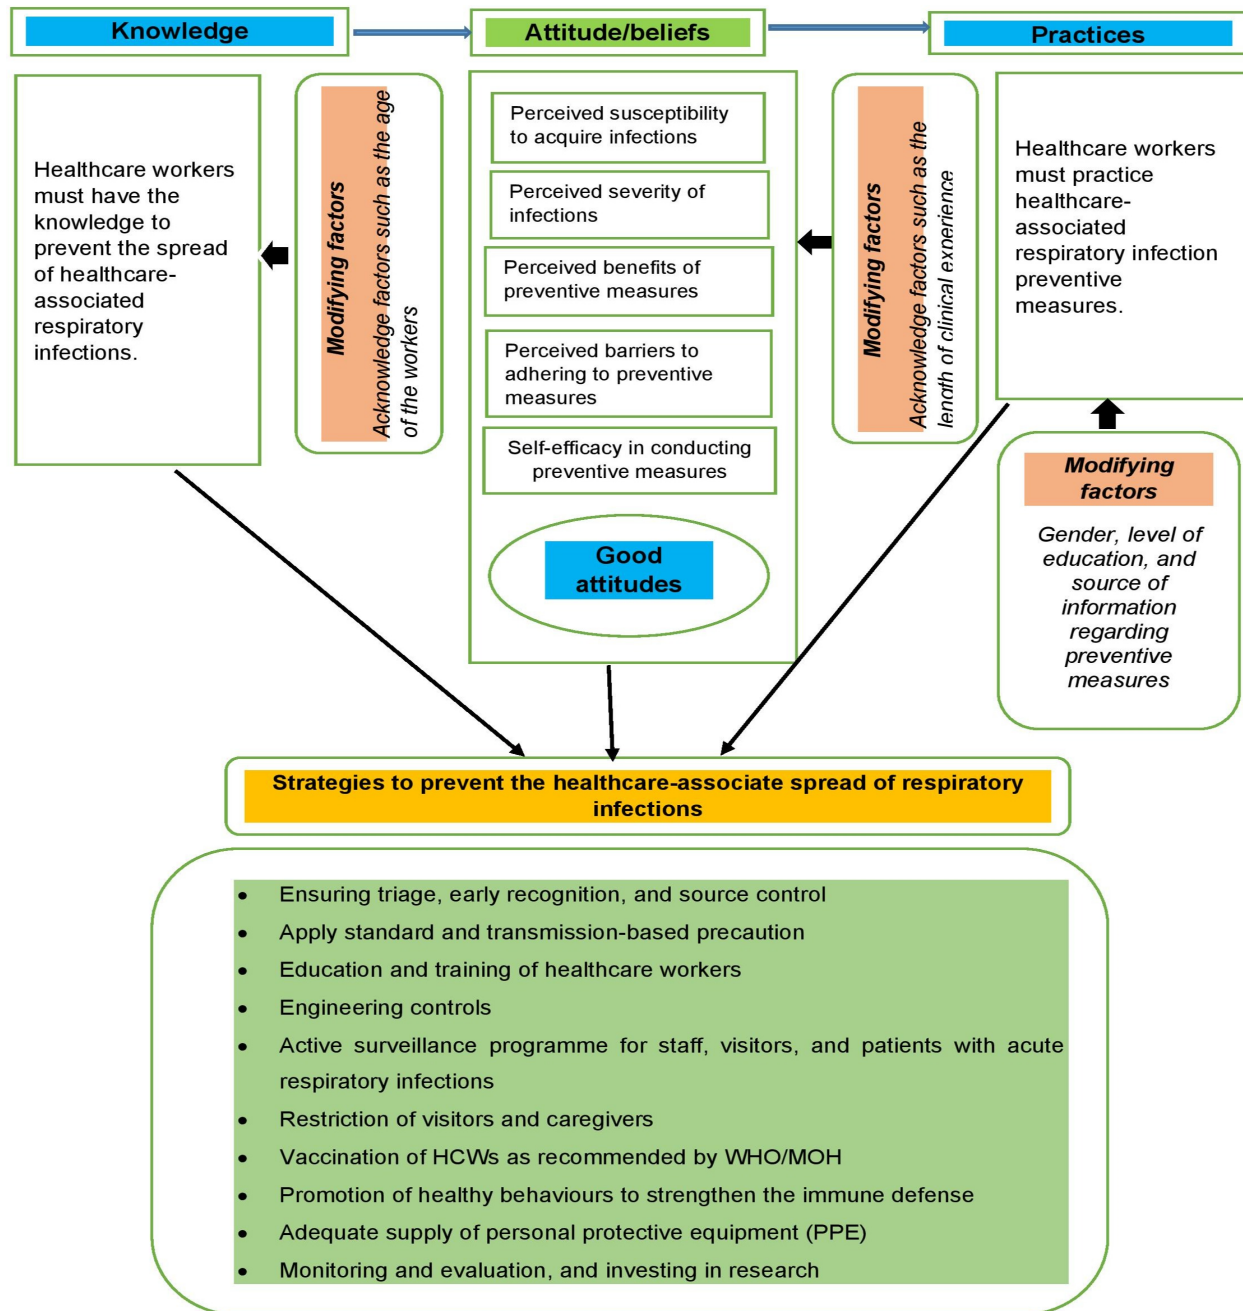 Knowledge
Attitude/beliefs
Practices
Healthcare workers
must have the
knowledge to
prevent the spread
of healthcare-
associated
respiratory
infections.
Modifying factors
Acknowledge factors such as the age
of the workers
Perceived susceptibility
to acquire infections
Perceived severity of
infections
Perceived benefits of
preventive measures
Perceived barriers to
adhering to preventive
measures
Self-efficacy in conducting
preventive measures
Good
attitudes
Modifying factors
Acknowledge factors such as the
length of clinical experience
Healthcare workers
must practice
healthcare-
associated
respiratory infection
preventive
measures.
Modifying
factors
Gender, level of
education, and
source of
information
regarding
preventive
measures
Strategies to prevent the healthcare-associate spread of respiratory
infections
• Ensuring triage, early recognition, and source control
• Apply standard and transmission-based precaution
• Education and training of healthcare workers
• Engineering controls
• Active surveillance programme for staff, visitors, and patients with acute
respiratory infections
• Restriction of visitors and caregivers
• Vaccination of HCWs as recommended by WHO/MOH
• Promotion of healthy behaviours to strengthen the immune defense
• Adequate supply of personal protective equipment (PPE)
• Monitoring and evaluation, and investing in research